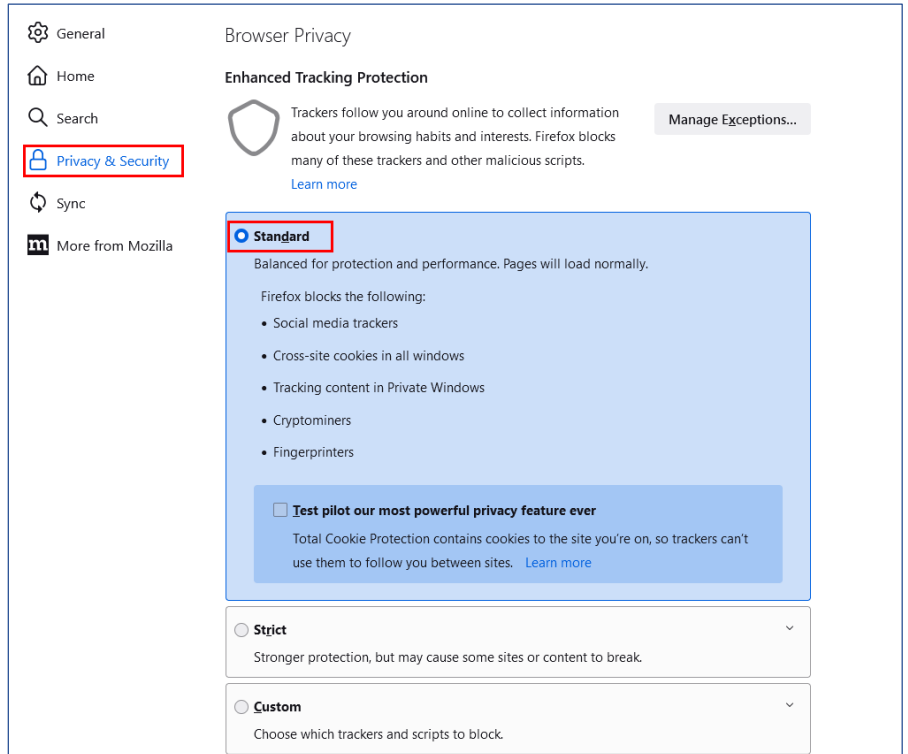 General
Home
Search
Privacy & Security
Sync
m More from Mozilla
Browser Privacy
Enhanced Tracking Protection
Trackers follow you around online to collect information
about your browsing habits and interests. Firefox blocks
many of these trackers and other malicious scripts.
Learn more
Manage Exceptions...
Standard
Balanced for protection and performance. Pages will load normally.
Firefox blocks the following:
• Social media trackers
• Cross-site cookies in all windows
• Tracking content in Private Windows
• Cryptominers
• Fingerprinters
Test pilot our most powerful privacy feature ever
Total Cookie Protection contains cookies to the site you're on, so trackers can't
use them to follow you between sites. Learn more
Strict
Stronger protection, but may cause some sites or content to break.
Custom
Choose which trackers and scripts to block.